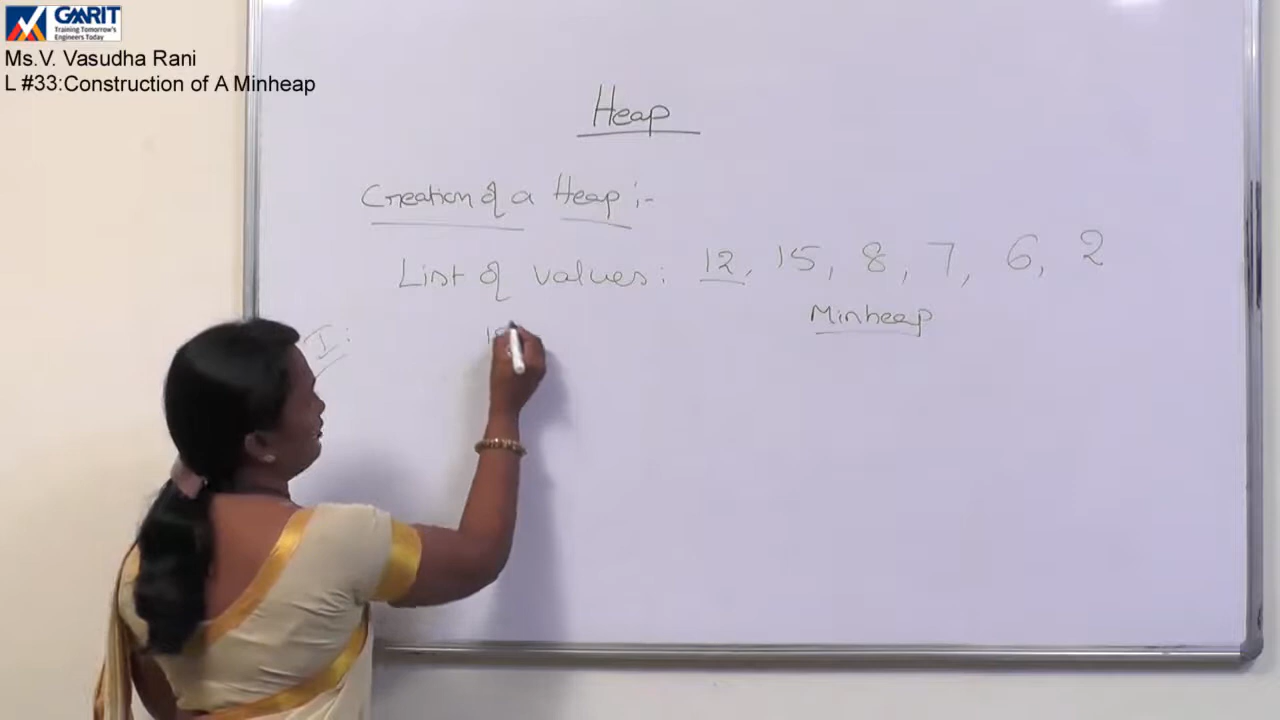 GMRIT
Training Tomorrow's
Engineers Today
Ms.V. Vasudha Rani
L #33:Construction of A Minheap
Heap
Creation of a Heap :-
List of values: 12, 15, 8, 7, 6, 2
Minheap
I: